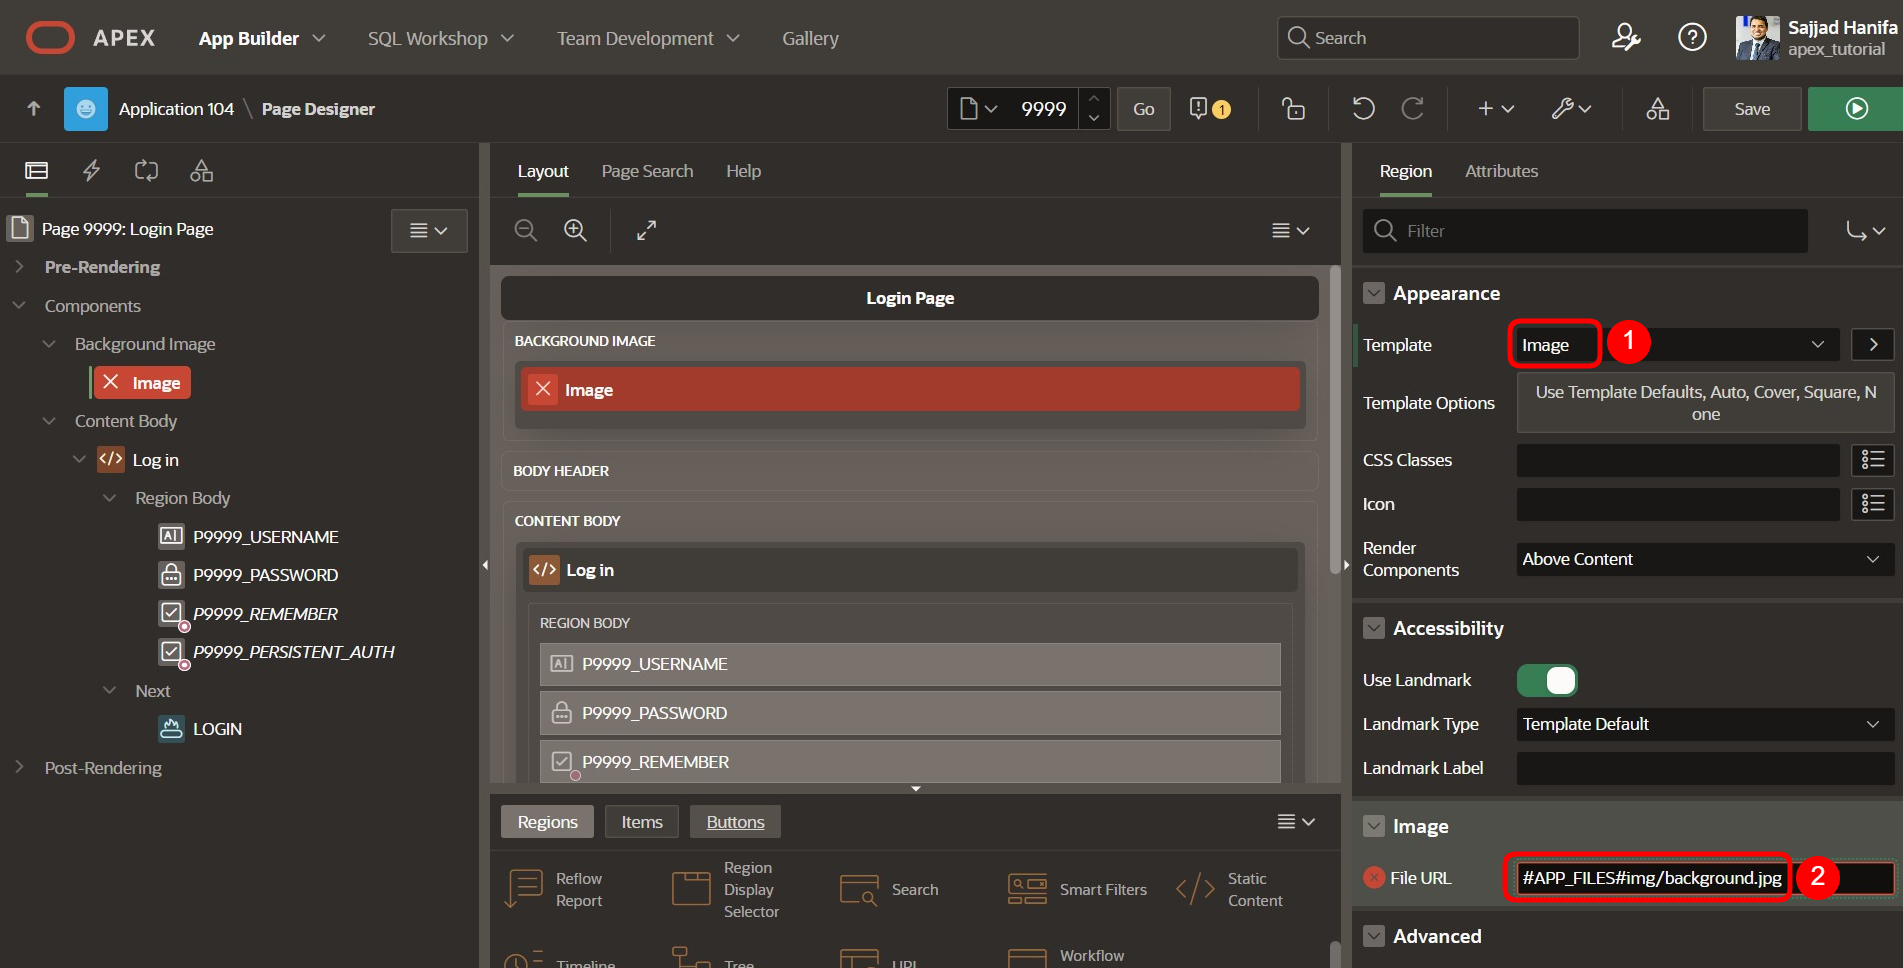 APEX
App Builder
SQL Workshop
Team Development
Gallery
Search
Sajjad Hanifa
apex_tutorial
Application 104 \ Page Designer
9999
Go
1
Save
Layout
Page Search
Help
Region
Attributes
Page 9999: Login Page
Pre-Rendering
Components
Background Image
Image
Content Body
Log in
Region Body
P9999_USERNAME
P9999_PASSWORD
P9999_REMEMBER
P9999_PERSISTENT_AUTH
Next
LOGIN
Post-Rendering
Login Page
BACKGROUND IMAGE
Image
BODY HEADER
CONTENT BODY
Log in
REGION BODY
P9999_USERNAME
P9999_PASSWORD
P9999_REMEMBER
Regions
Items
Buttons
Reflow
Report
Region
Display
Selector
Search
Smart Filters
Static
Content
Timeline
Tree
URL
Workflow
Filter
Appearance
Template
Image
1
Template Options
Use Template Defaults, Auto, Cover, Square, N
one
CSS Classes
Icon
Render
Components
Above Content
Accessibility
Use Landmark
Landmark Type
Template Default
Landmark Label
Image
File URL
#APP_FILES#img/background.jpg
2
Advanced